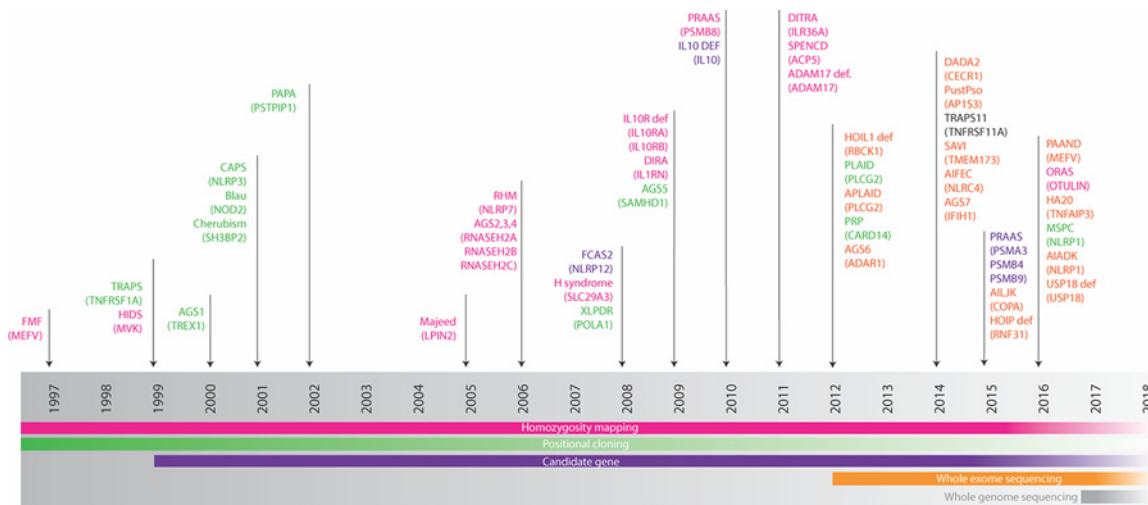 FMF
(MEFV)
TRAPS
(TNFRSF1A)
HIDS
(MVK)
AGS1
(TREX1)
CAPS
(NLRP3)
Blau
(NOD2)
Cherubism
(SH3BP2)
PAPA
(PSTPIP1)
Majeed
(LPIN2)
RHM
(NLRP7)
AGS2,3,4
(RNASEH2A
RNASEH2B
RNASEH2C)
FCAS2
(NLRP12)
H syndrome
(SLC29A3)
XLPDR
(POLA1)
IL10R def
(IL10RA)
(IL10RB)
DIRA
(IL1RN)
AGS5
(SAMHD1)
PRAAS
(PSMB8)
IL10 DEF
(IL10)
DITRA
(ILR36A)
SPENCD
(ACP5)
ADAM17 def.
(ADAM17)
HOIL1 def
(RBCK1)
PLAID
(PLCG2)
APLAID
(PLCG2)
PRP
(CARD14)
AGS6
(ADAR1)
DADA2
(CECR1)
PustPso
(AP1S3)
TRAPS11
(TNFRSF11A)
SAVI
(TMEM173)
AIFEC
(NLRC4)
AGS7
(IFIH1)
PRAAS
(PSMA3
PSMB4
PSMB9)
AILJK
(COPA)
HOIP def
(RNF31)
PAAND
(MEFV)
ORAS
(OTULIN)
HA20
(TNFAIP3)
MSPC
(NLRP1)
AIADK
(NLRP1)
USP18 def
(USP18)
1997
1998
1999
2000
2001
2002
2003
2004
2005
2006
2007
2008
2009
2010
2011
2012
2013
2014
2015
2016
2017
2018
Homozygosity mapping
Positional cloning
Candidate gene
Whole exome sequencing
Whole genome sequencing